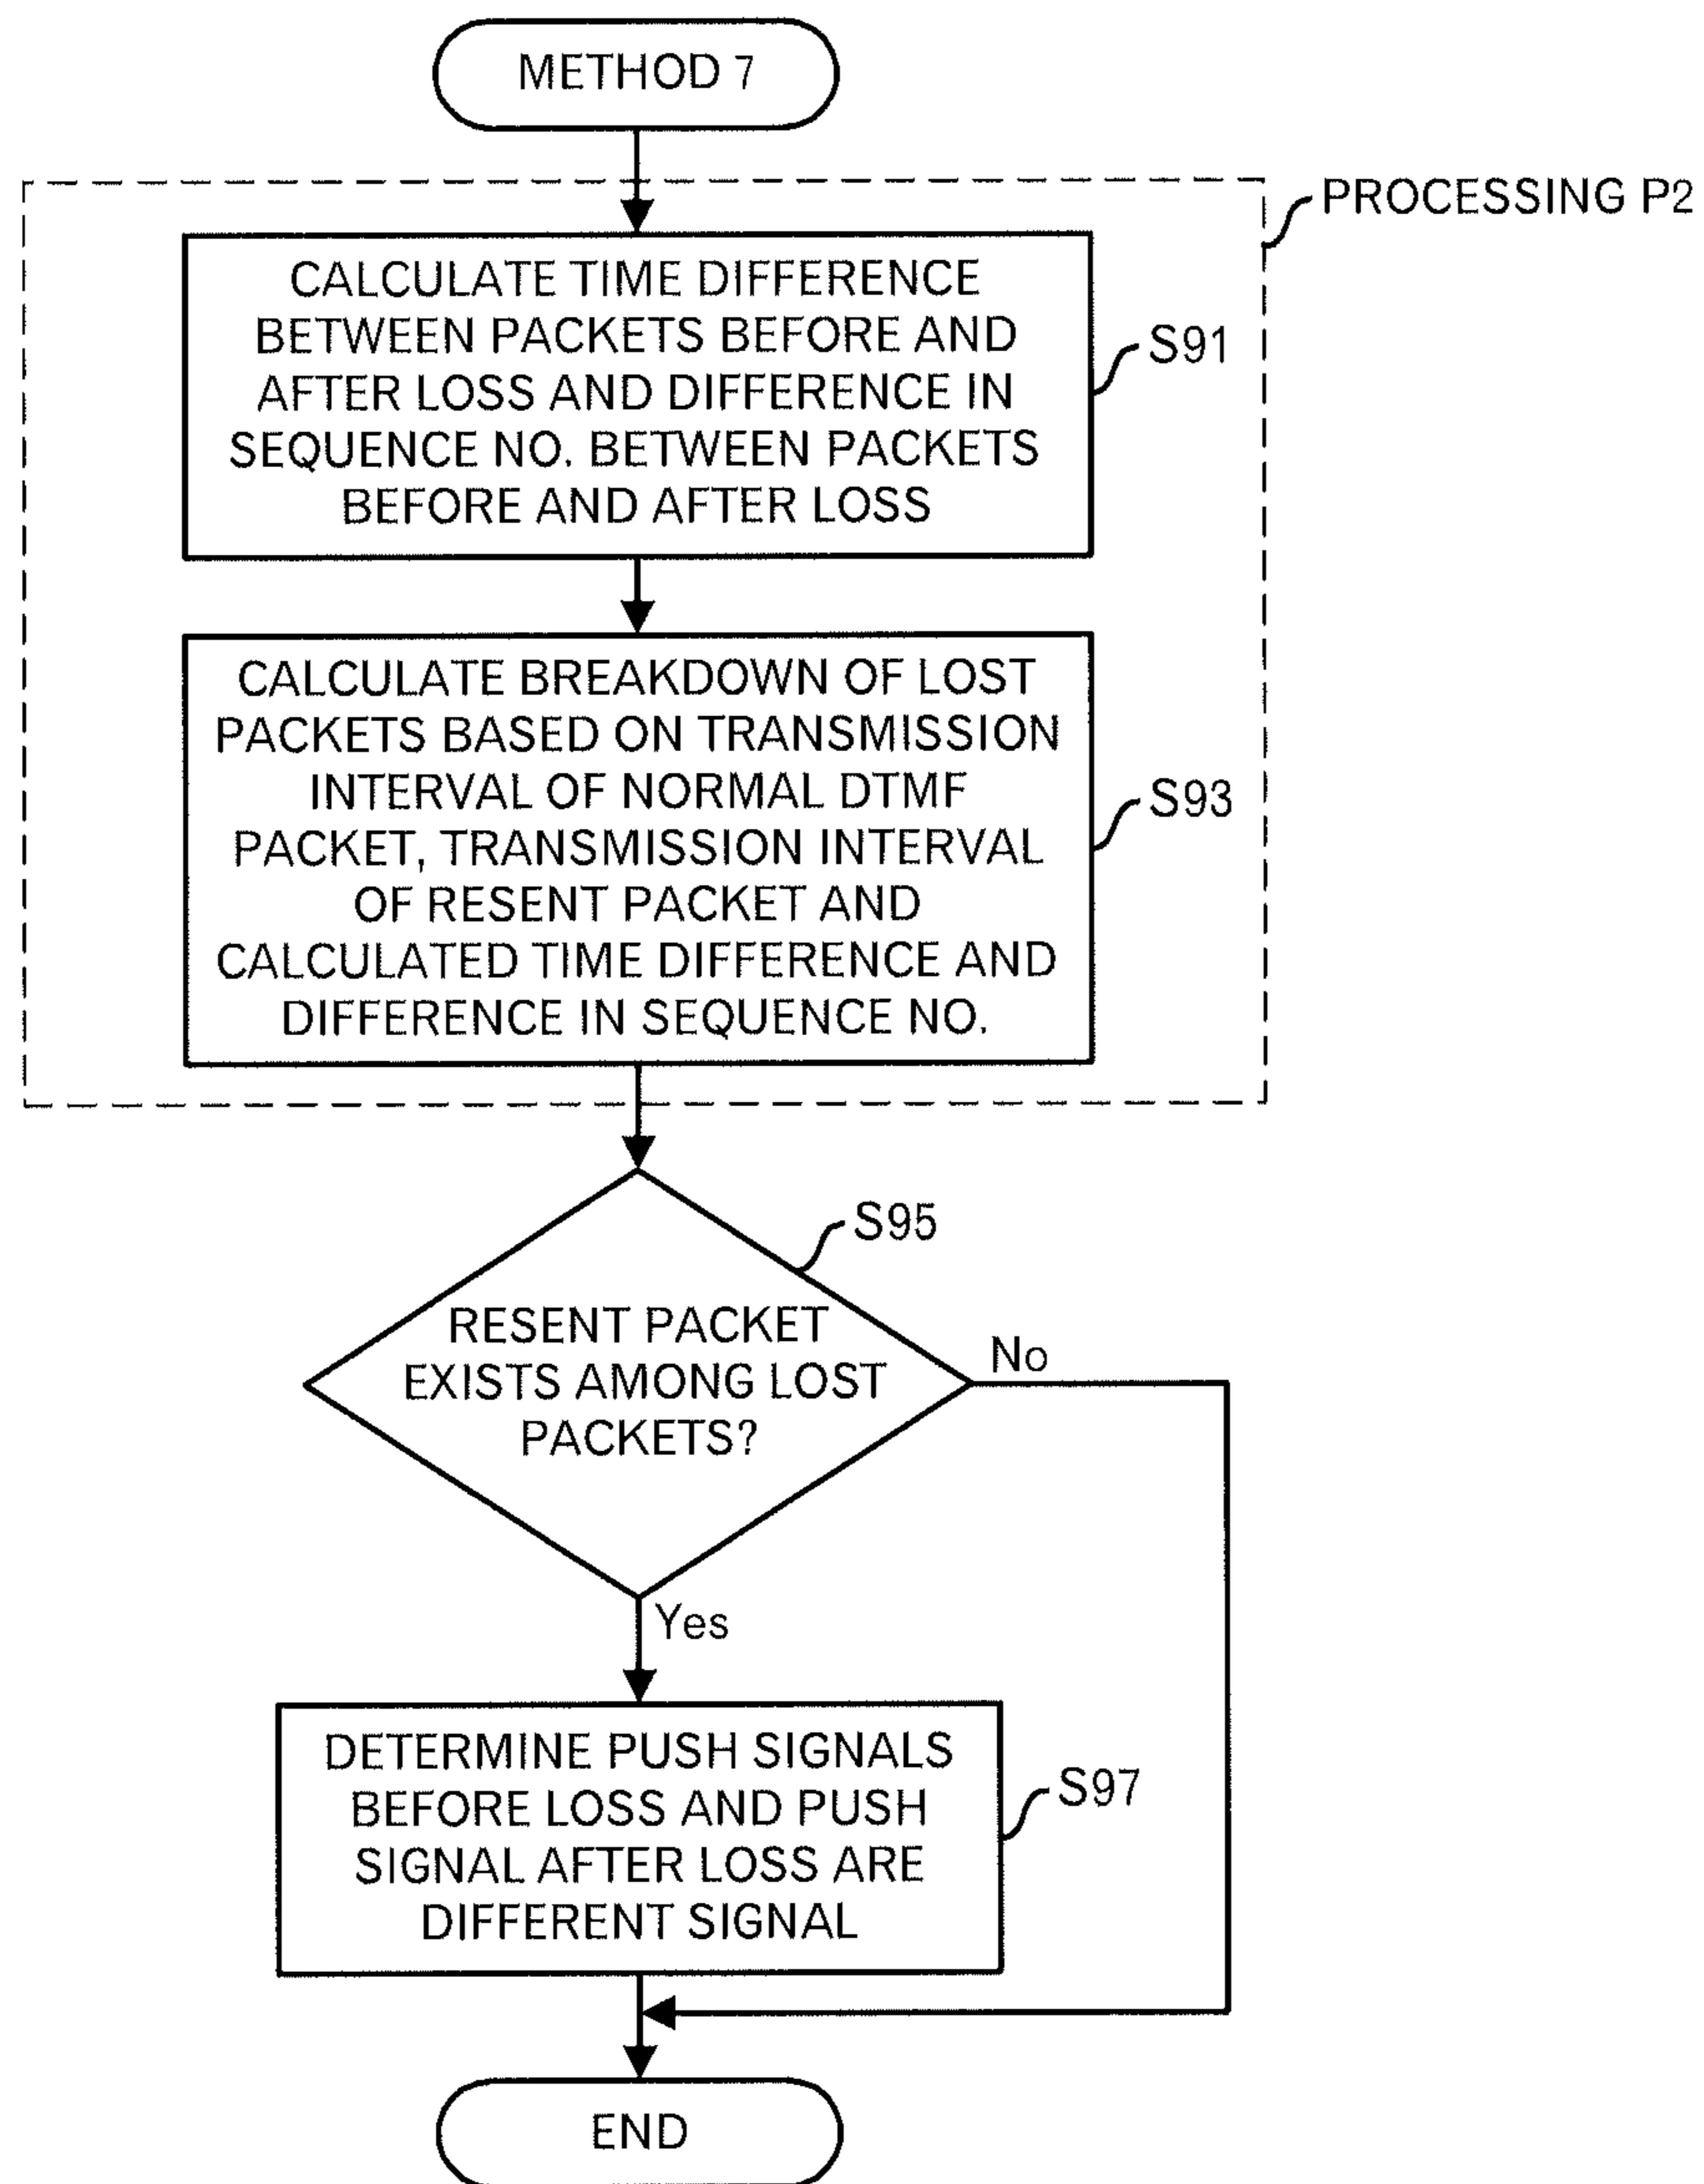 METHOD 7
PROCESSING P2
CALCULATE TIME DIFFERENCE
BETWEEN PACKETS BEFORE AND
AFTER LOSS AND DIFFERENCE IN
SEQUENCE NO. BETWEEN PACKETS
BEFORE AND AFTER LOSS
S91
CALCULATE BREAKDOWN OF LOST
PACKETS BASED ON TRANSMISSION
INTERVAL OF NORMAL DTMF
PACKET, TRANSMISSION INTERVAL
OF RESENT PACKET AND
CALCULATED TIME DIFFERENCE AND
DIFFERENCE IN SEQUENCE NO.
S93
S95
RESENT PACKET
EXISTS AMONG LOST
PACKETS?
No
Yes
DETERMINE PUSH SIGNALS
BEFORE LOSS AND PUSH
SIGNAL AFTER LOSS ARE
DIFFERENT SIGNAL
S97
END